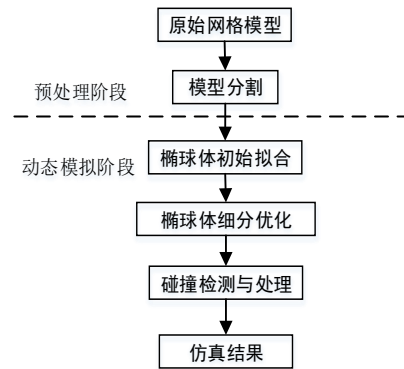 原始网格模型
模型分割
预处理阶段
动态模拟阶段
椭球体初始拟合
椭球体细分优化
碰撞检测与处理
仿真结果